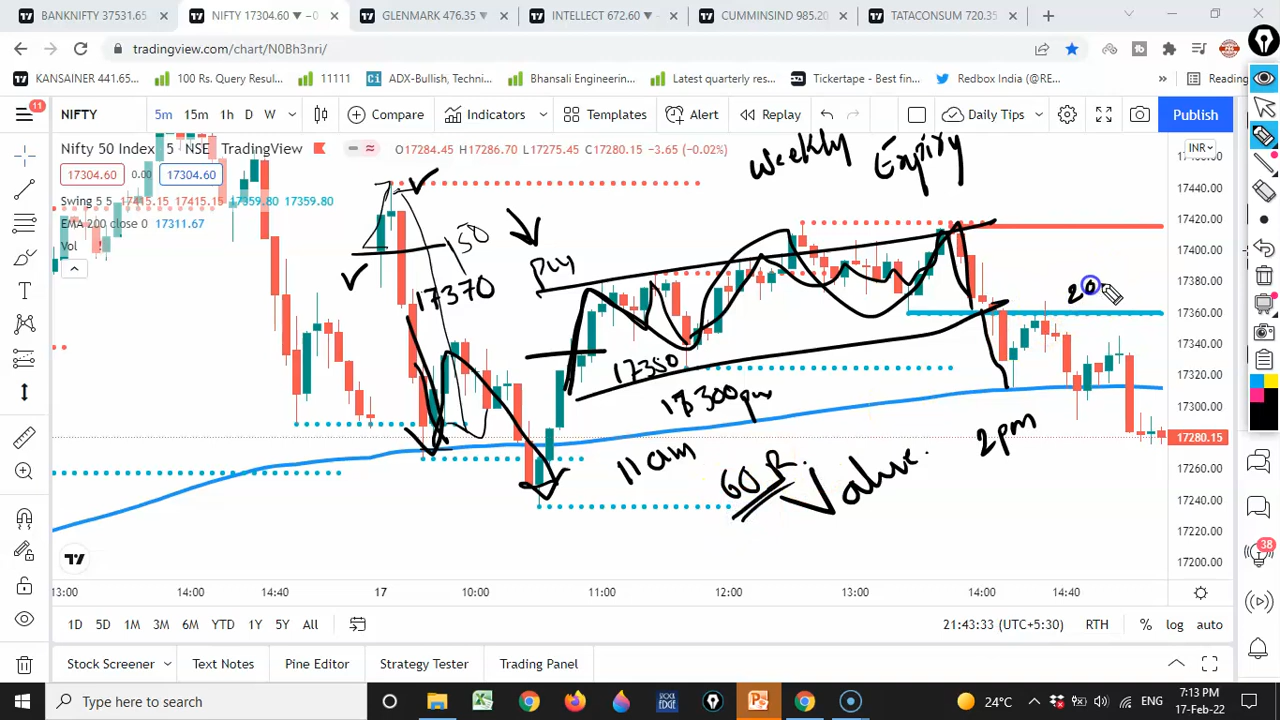 BANKNIFTY 37531.65 × NIFTY 17304.60 ▼ −0 × GLENMARK 476.35 × INTELLECT 672.60 × CUMMINSIND 985.20 × TATACONSUM 720.35 ×
tradingview.com/chart/N0Bh3nri/
KANSAINER 441.65... 100 Rs. Query Resul... 11111 ADX-Bullish, Techni... Bhansali Engineerin... Latest quarterly res... Tickertape - Best fin... Redbox India (@RE... » Reading
11 NIFTY 5m 15m 1h D W Compare Indicators Templates Alert Replay Daily Tips Publish
Weekly Expiry
Nifty 50 Index 5 NSE TradingView O17284.45 H17286.70 L17275.45 C17280.15 −3.65 (−0.02%)
INR
17304.60 0.00 17304.60
Swing 5 5 17415.15 17415.15 17359.80 17359.80
EMA 200 close 0 17311.67
Vol
17440.00
17420.00
17400.00
17380.00
17360.00
17340.00
17320.00
17300.00
17280.15
17260.00
17240.00
17220.00
17200.00
150
17370
20
17350
17300
11 am
60 R. Value.
2pm
13:00 14:00 14:40 17 10:00 11:00 12:00 13:00 14:00 14:40
1D 5D 1M 3M 6M YTD 1Y 5Y All 21:43:33 (UTC+5:30) RTH % log auto
Stock Screener Text Notes Pine Editor Strategy Tester Trading Panel
38
Type here to search STOCK EDGE 24°C ENG 7:13 PM
17-Feb-22